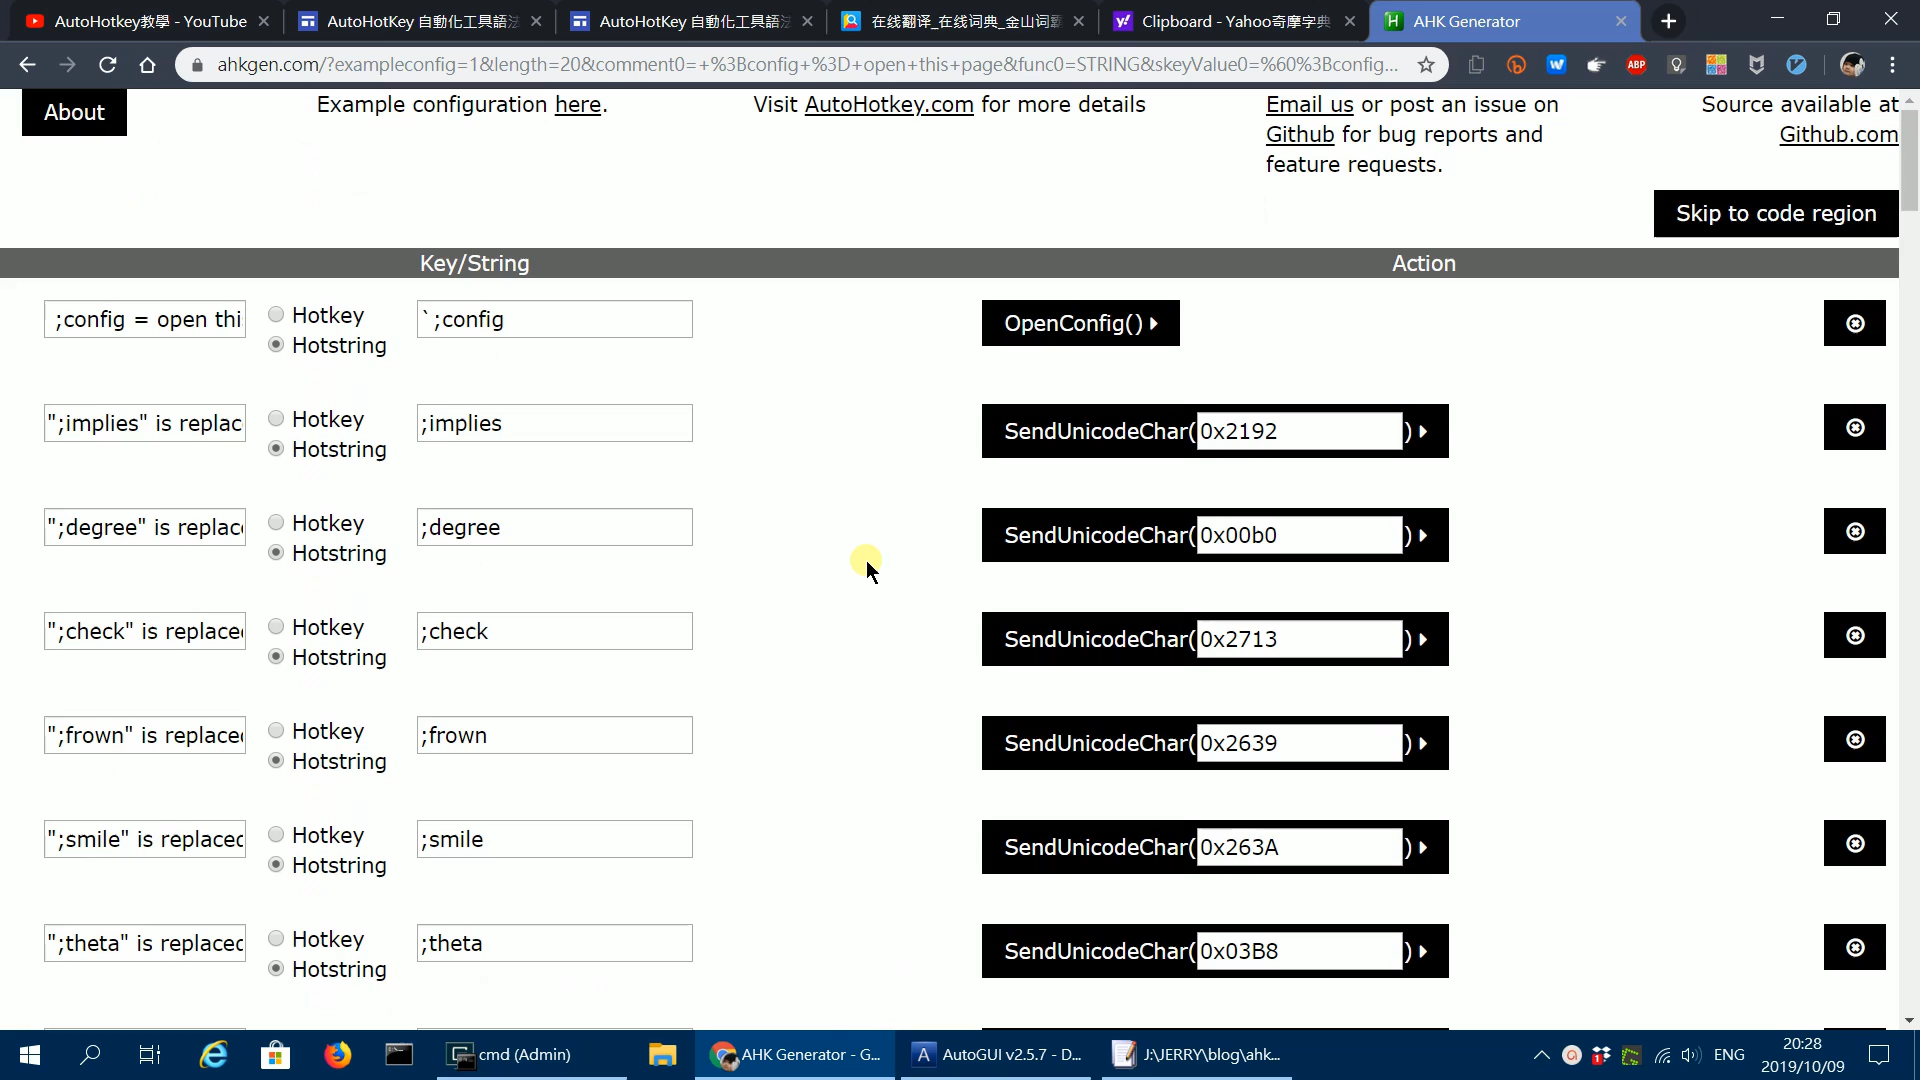 AutoHotkey教學 - YouTube
AutoHotKey 自動化工具語法
AutoHotKey 自動化工具語法
在线翻译_在线词典_金山词霸
Clipboard - Yahoo奇摩字典
AHK Generator
ahkgen.com/?exampleconfig=1&length=20&comment0=+%3Bconfig+%3D+open+this+page&func0=STRING&skeyValue0=%60%3Bconfig...
About
Example configuration here.
Visit AutoHotkey.com for more details
Email us or post an issue on
Github for bug reports and
feature requests.
Source available at
Github.com
Skip to code region
Key/String
Action
;config = open thi
Hotkey
Hotstring
`;config
OpenConfig()
";implies" is replac
Hotkey
Hotstring
;implies
SendUnicodeChar(0x2192)
";degree" is replac
Hotkey
Hotstring
;degree
SendUnicodeChar(0x00b0)
";check" is replace
Hotkey
Hotstring
;check
SendUnicodeChar(0x2713)
";frown" is replace
Hotkey
Hotstring
;frown
SendUnicodeChar(0x2639)
";smile" is replaced
Hotkey
Hotstring
;smile
SendUnicodeChar(0x263A)
";theta" is replaced
Hotkey
Hotstring
;theta
SendUnicodeChar(0x03B8)
cmd (Admin)
AHK Generator - G...
AutoGUI v2.5.7 - D...
J:\JERRY\blog\ahk...
ENG
20:28
2019/10/09